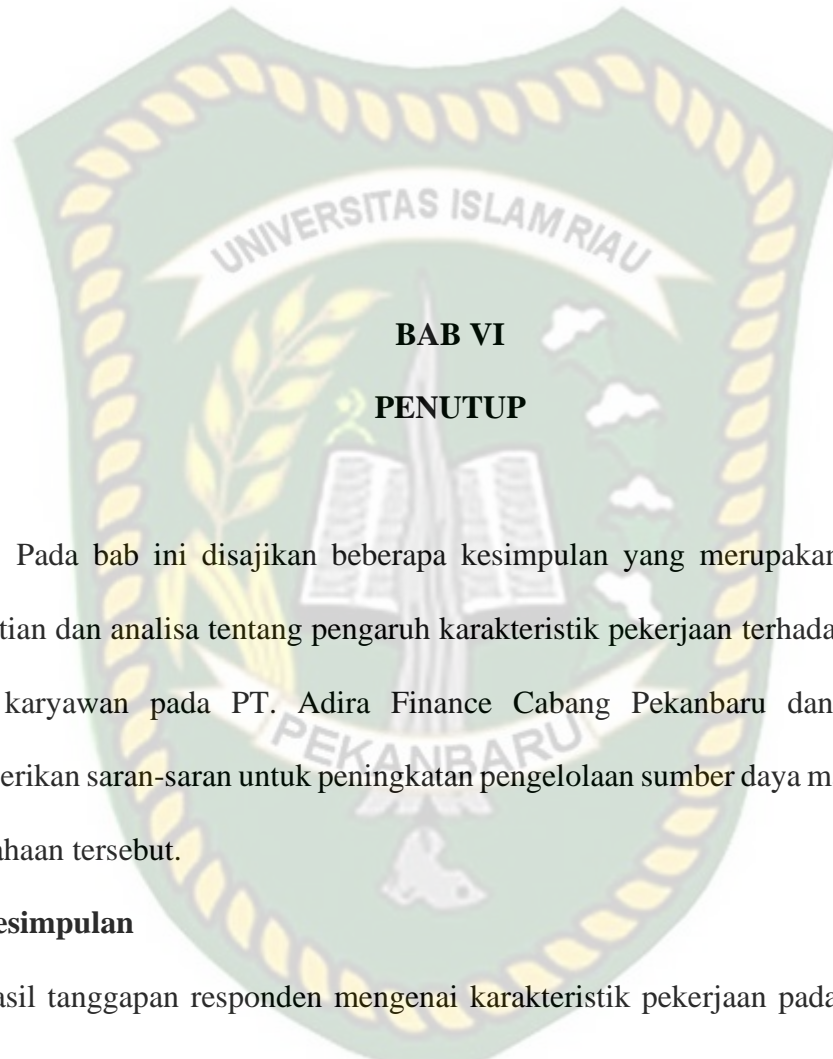 UNIVERSITAS ISLAM RIAU
BAB VI
PENUTUP
Pada bab ini disajikan beberapa kesimpulan yang merupakan
tian dan analisa tentang pengaruh karakteristik pekerjaan terhada
karyawan pada PT. Adira Finance Cabang Pekanbaru dan
PEKANBARU
erikan saran-saran untuk peningkatan pengelolaan sumber daya m
ahaan tersebut.
esimpulan
asil tanggapan responden mengenai karakteristik pekerjaan pada